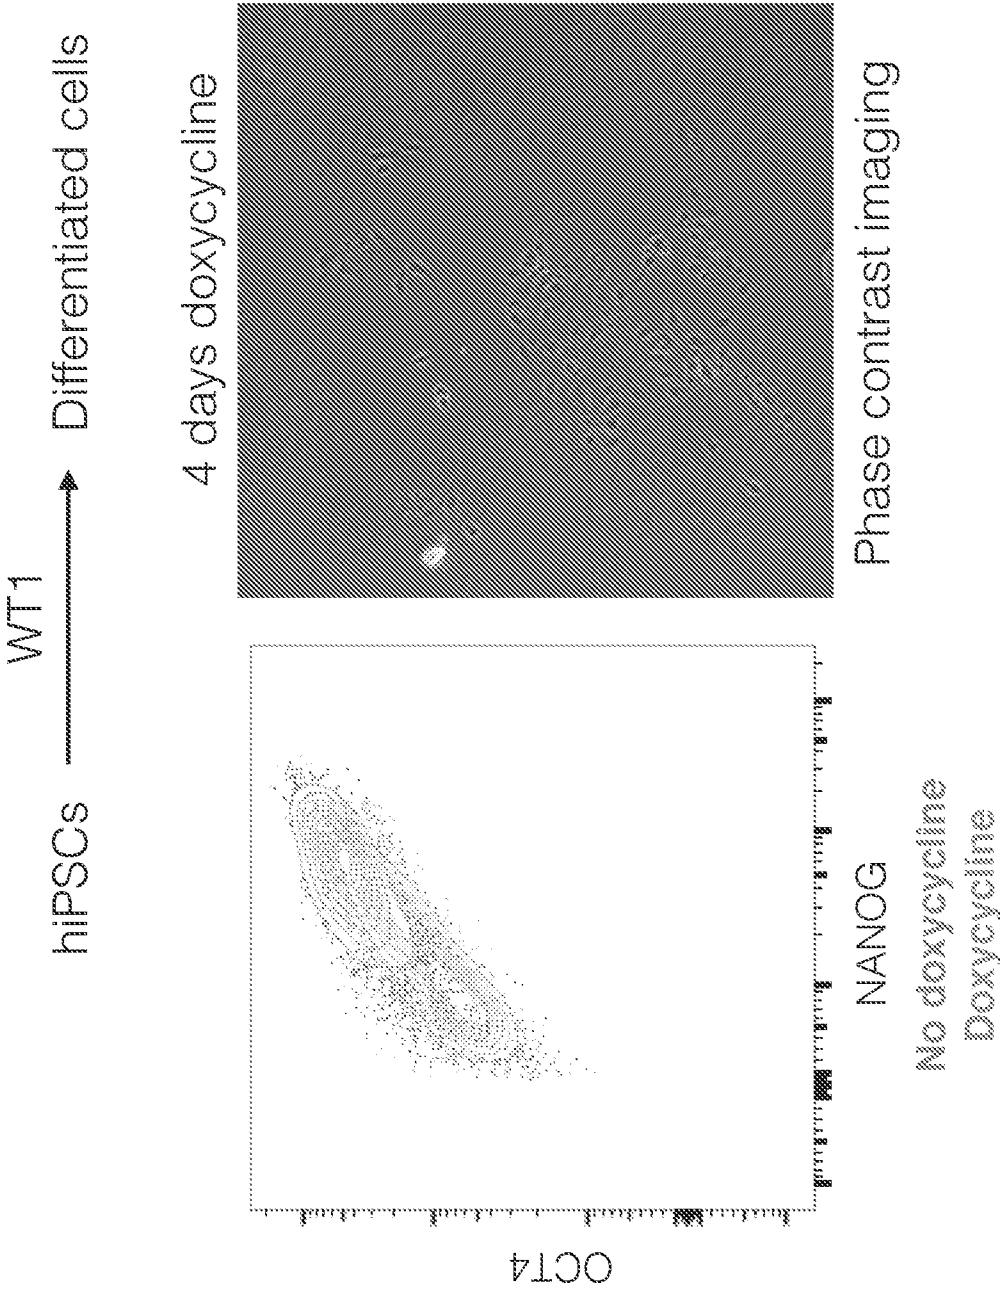 WT1
hiPSCs
Differentiated cells
4 days doxycycline
OCT4
NANOG
Phase contrast imaging
No doxycycline
Doxycycline